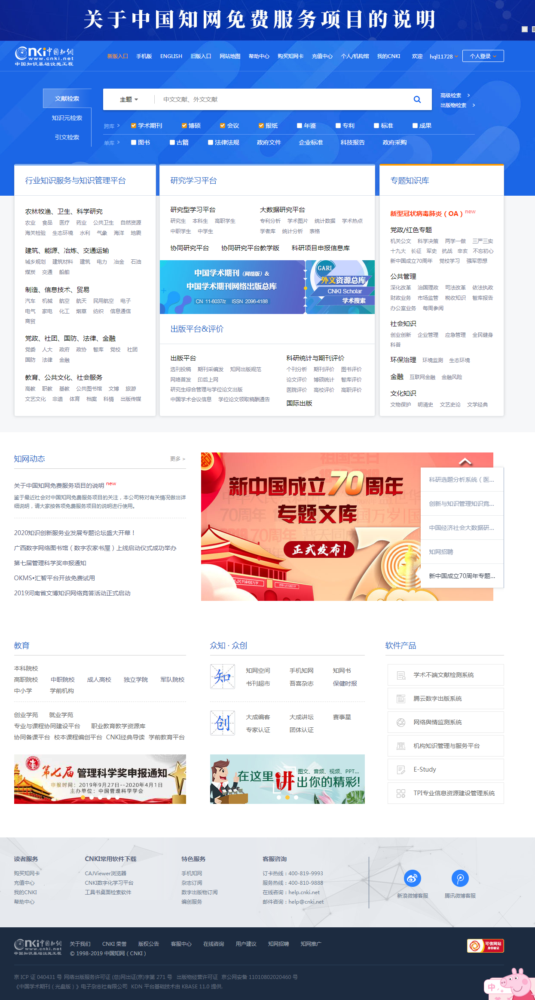 关于中国知网免费服务项目的说明
Cnki中国知网
www.cnki.net
中国知识基础设施工程
新版入口 手机版 ENGLISH 旧版入口 网站地图 帮助中心 购买知网卡 充值中心 个人/机构馆 我的CNKI 欢迎 hql11728 个人登录
文献检索
知识元检索
引文检索
主题 中文文献、外文文献
高级检索 >
出版物检索 >
跨库 > 学术期刊 博硕 会议 报纸 年鉴 专利 标准 成果
单库 > 图书 古籍 法律法规 政府文件 企业标准 科技报告 政府采购
行业知识服务与知识管理平台
农林牧渔、卫生、科学研究
农业 食品 医疗 药业 公共卫生 自然资源
海关检验 生态环境 水利 气象 海洋 地震
建筑、能源、冶炼、交通运输
城乡规划 建筑材料 建筑 电力 冶金 石油
煤炭 交通 船舶
制造、信息技术、贸易
汽车 机械 航空 航天 民用航空 电子
电气 家电 化工 烟草 纺织 信息通信
商贸
党政、社团、国防、法律、金融
党委 人大 政府 政协 智库 党校 社团
国防 法律 金融
教育、公共文化、社会服务
高教 职教 基教 公共图书馆 文博 旅游
文艺文化 非遗 体育 档案 科情 出版传媒
研究学习平台
研究型学习平台
研究生 本科生 高职学生
中职学生 中学生
大数据研究平台
专利分析 学术图片 统计数据 学术热点
学者库 统计分析 表格
协同研究平台 协同研究平台教学版 科研项目申报信息库
中国学术期刊（网络版）&
中国学术期刊网络出版总库
CN 11-6037/z ISSN 2096-4188
GARI
外文资源总库
CNKI Scholar
学术搜索
出版平台&评价
出版平台
选刊投稿 期刊采编发 知网出版规范
网络首发 印后上网
研究生综合管理与学位论文出版
中国学术会议信息 学位论文领取稿酬通告
科研统计与期刊评价
个刊分析 期刊评价 图书评价
论文评价 博硕统计 智库评价
医院评价 高校评价 高职评价
国际出版
专题知识库
新型冠状病毒肺炎（OA）new
党政/红色专题
机关公文 科学决策 两学一做 三严三实
十九大 长征 军史 抗战 辛亥 不忘初心
新中国成立70周年 党校学习 强军思想
公共管理
深化改革 治国理政 司法改革 依法执政
财政业务 市场监管 税收知识 智库报告
办公室业务 每周参阅
社会知识
创业创新 企业管理 应急管理 全民健身
科普
环保治理 环境监测 生态环境
金融 互联网金融 金融风险
文化知识
文物保护 明清史 文艺史论 文学经典
知网动态 更多 >
关于中国知网免费服务项目的说明 new
鉴于最近社会对中国知网免费服务项目的关注，本公司特对有关情况做出详
细说明，请大家按各项免费服务项目的说明进行使用。
2020知识创新服务业发展专题论坛盛大开幕！
广西数字网络图书馆（数字农家书屋）上线启动仪式成功举办
第七届管理科学奖申报通知
OKMS•汇智平台开放免费试用
2019河南省文博知识网络竞答活动正式启动
新中国成立70周年
专题文库
正式发布！
科研选题分析系统（医...
创新与知识管理知识竞...
中国经济社会大数据研...
知网招聘
新中国成立70周年专题...
教育
本科院校
高职院校 中职院校 成人高校 独立学院 军队院校
中小学 学前机构
创业学苑 就业学苑
专业与课程协同建设平台 职业教育教学资源库
协同备课平台 校本课程编创平台 CNKI经典导读 学前教育平台
第七届 管理科学奖申报通知
申报时间：2019年9月27日--2020年4月1日
主办单位：中国管理科学学会
众知 · 众创
知
知网空间 手机知网 知网书
书刊超市 吾喜杂志 保健时报
创
大成编客 大成讲坛 赛事星
专家认证 团体认证
图文、音频、视频、PPT...
在这里讲出你的精彩!
软件产品
学术不端文献检测系统
腾云数字出版系统
网络舆情监测系统
机构知识管理与服务平台
E-Study
TPI专业信息资源建设管理系统
读者服务
购买知网卡
充值中心
我的CNKI
帮助中心
CNKI常用软件下载
CAJViewer浏览器
CNKI数字化学习平台
工具书桌面检索软件
特色服务
手机知网
杂志订阅
数字出版物订阅
编创服务
客服咨询
订卡热线：400-819-9993
服务热线：400-810-9888
在线咨询：help.cnki.net
邮件咨询：help@cnki.net
新浪微博客服 腾讯微博客服
Cnki中国知网
www.cnki.net
中国知识基础设施工程
关于我们 CNKI 荣誉 版权公告 客服中心 在线咨询 用户建议 知网招聘 知网推广
© 1998-2019 中国知网（CNKI）
可信网站
身份验证
京 ICP 证 040431 号 网络出版服务许可证 (总)网出证(京)字第 271 号 出版物经营许可证 京公网安备 11010802020460 号
《中国学术期刊（光盘版）》电子杂志社有限公司 KDN 平台基础技术由 KBASE 11.0 提供.
中